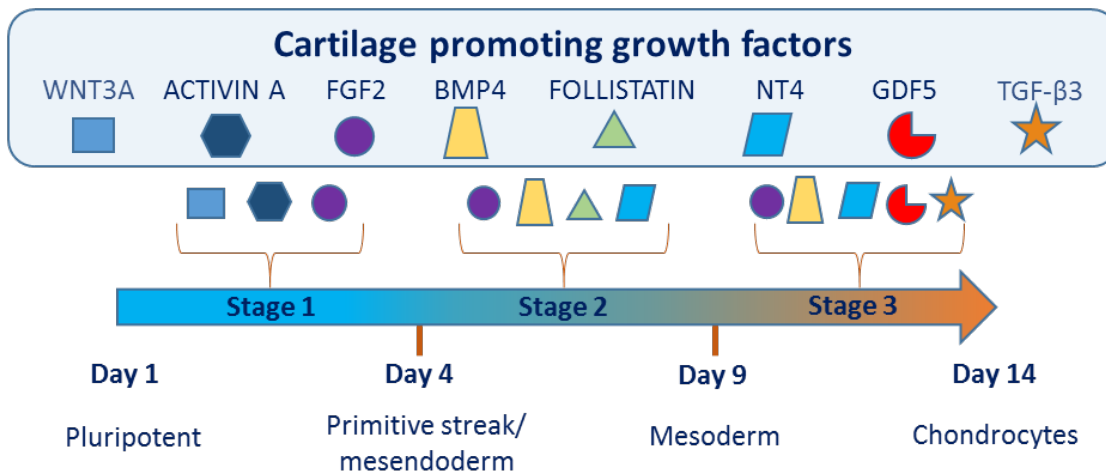 Cartilage promoting growth factors
WNT3A ACTIVIN A FGF2 BMP4 FOLLISTATIN NT4 GDF5 TGF-β3
Stage 1 Stage 2 Stage 3
Day 1 Day 4 Day 9 Day 14
Pluripotent Primitive streak/ Mesoderm Chondrocytes
mesendoderm